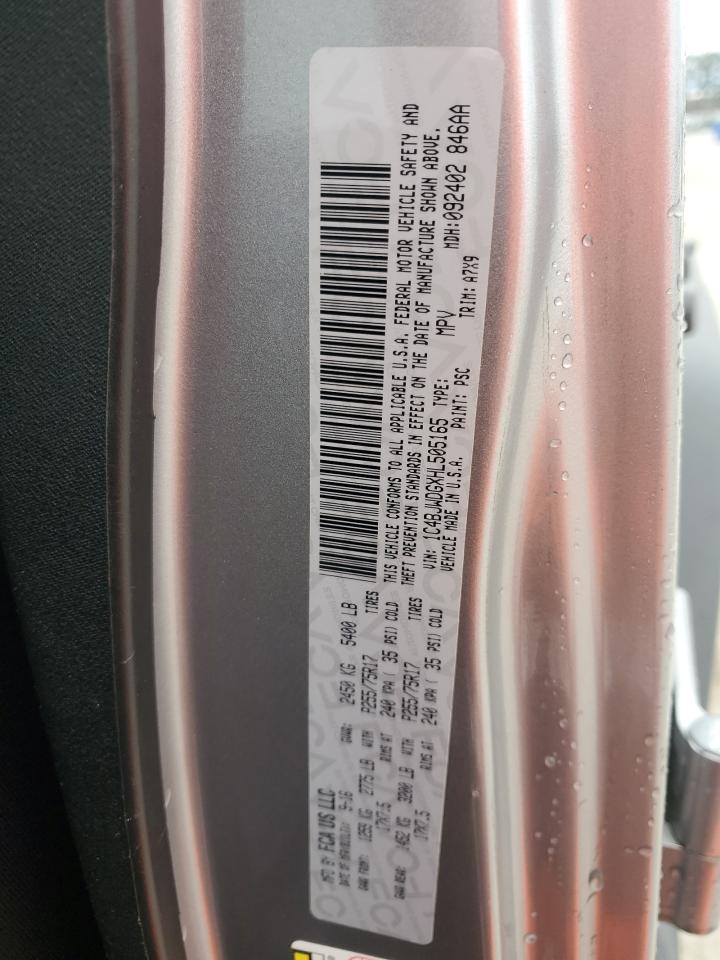 MFD BY FCA US LLC
DATE OF MFR 9-16 GVWR: 2450 KG 5400 LB
GAWR FRONT: 1259 KG 2775 LB WITH P255/75R17 TIRES
17X7.5 RIMS AT 240 KPA ( 35 PSI) COLD
GAWR REAR: 1452 KG 3200 LB WITH P255/75R17 TIRES
17X7.5 RIMS AT 240 KPA ( 35 PSI) COLD
THIS VEHICLE CONFORMS TO ALL APPLICABLE U.S.A. FEDERAL MOTOR VEHICLE SAFETY AND
THEFT PREVENTION STANDARDS IN EFFECT ON THE DATE OF MANUFACTURE SHOWN ABOVE.
VIN: 1C4BJWDGXHL505165 TYPE: MPV MDH:092402 846AA
VEHICLE MADE IN U.S.A. PAINT: PSC TRIM: A7X9